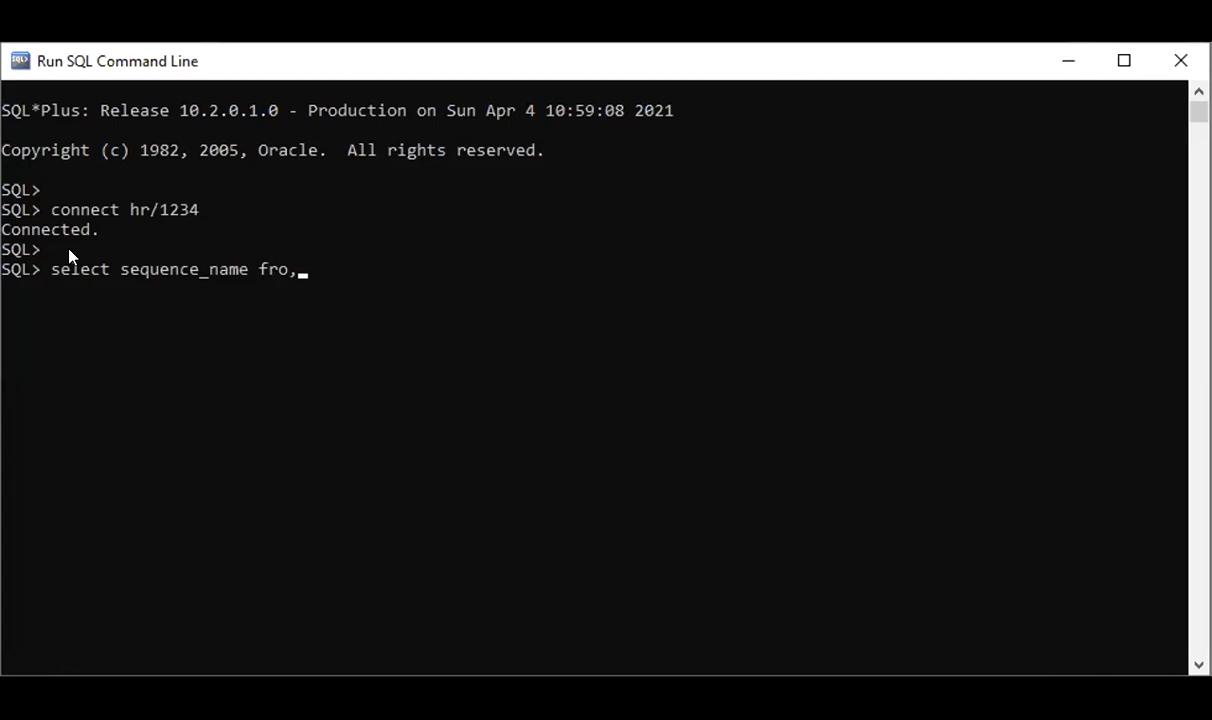 Run SQL Command Line
SQL*Plus: Release 10.2.0.1.0 - Production on Sun Apr 4 10:59:08 2021
Copyright (c) 1982, 2005, Oracle.  All rights reserved.
SQL>
SQL> connect hr/1234
Connected.
SQL>
SQL> select sequence_name fro,